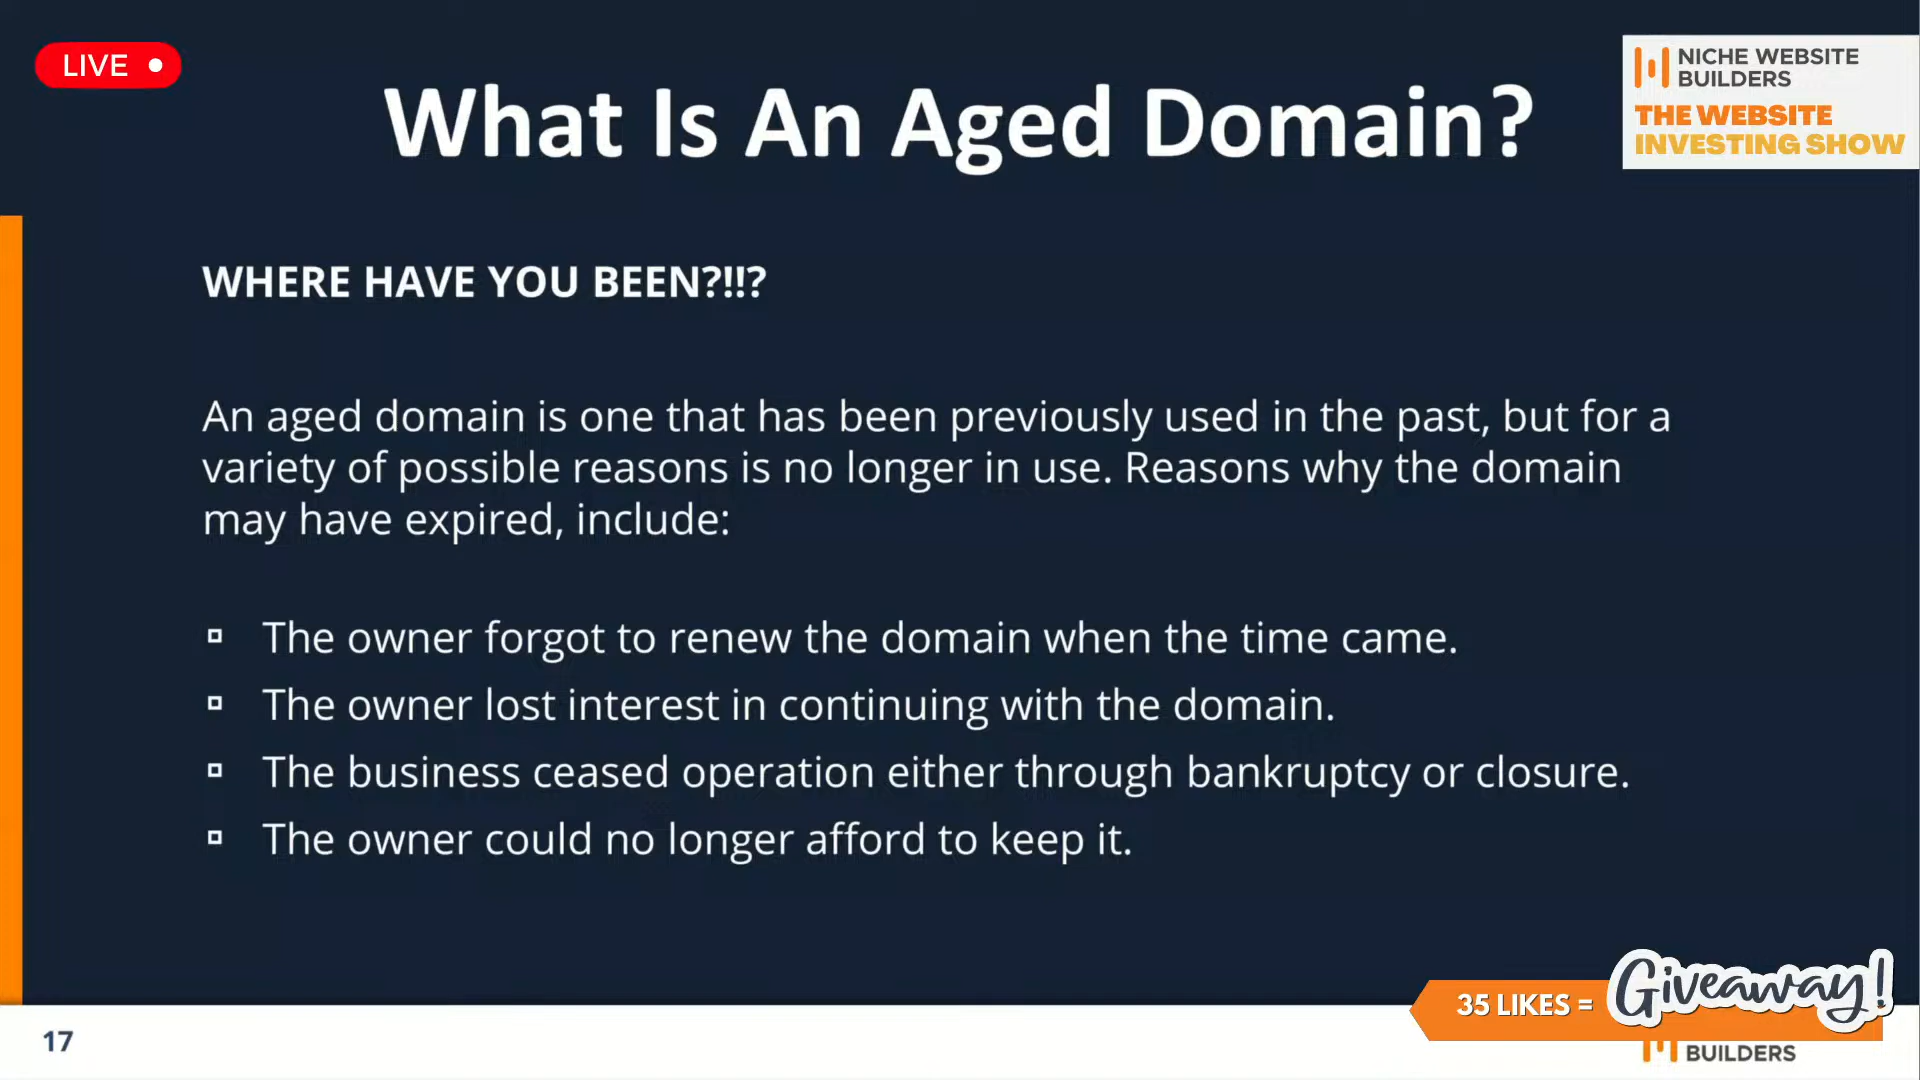 LIVE
NICHE WEBSITE
BUILDERS
THE WEBSITE
INVESTING SHOW
What Is An Aged Domain?
WHERE HAVE YOU BEEN?!!?
An aged domain is one that has been previously used in the past, but for a
variety of possible reasons is no longer in use. Reasons why the domain
may have expired, include:
The owner forgot to renew the domain when the time came.
The owner lost interest in continuing with the domain.
The business ceased operation either through bankruptcy or closure.
The owner could no longer afford to keep it.
35 LIKES = Giveaway!
17
BUILDERS